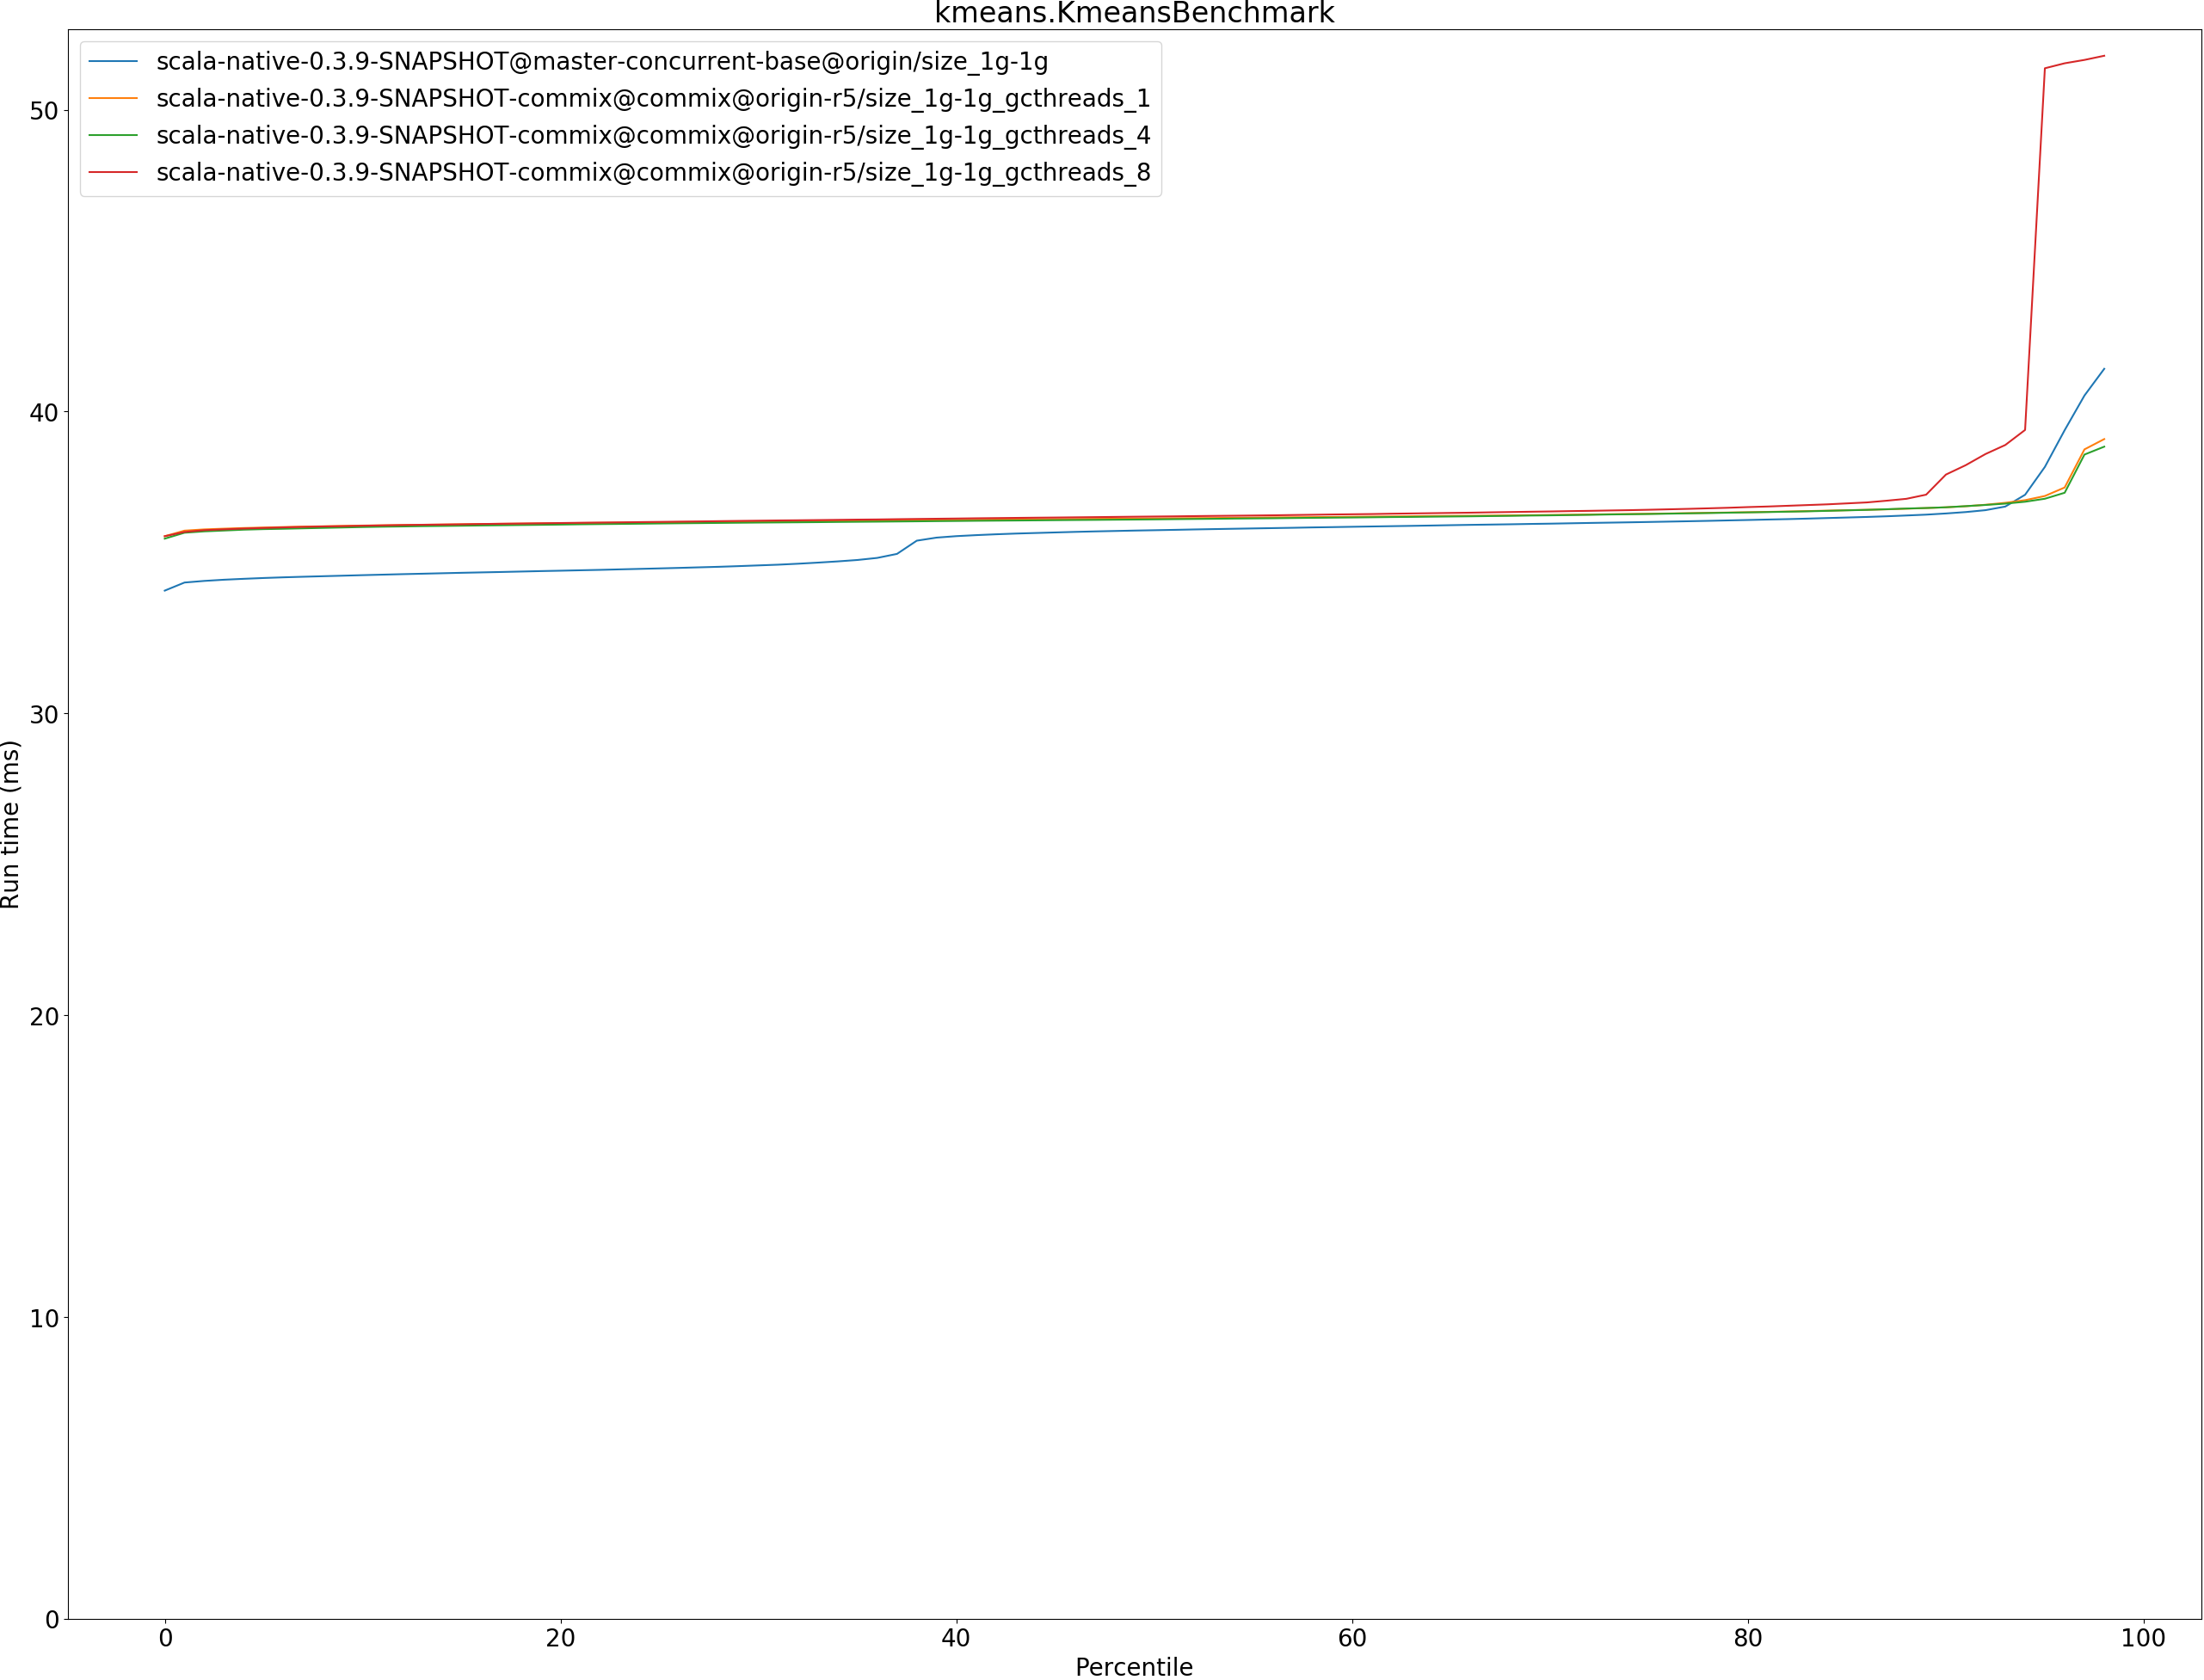 kmeans.KmeansBenchmark
scala-native-0.3.9-SNAPSHOT@master-concurrent-base@origin/size_1g-1g
scala-native-0.3.9-SNAPSHOT-commix@commix@origin-r5/size_1g-1g_gcthreads_1
scala-native-0.3.9-SNAPSHOT-commix@commix@origin-r5/size_1g-1g_gcthreads_4
scala-native-0.3.9-SNAPSHOT-commix@commix@origin-r5/size_1g-1g_gcthreads_8
50
40
30
20
10
0
Run time (ms)
0 20 40 60 80 100
Percentile